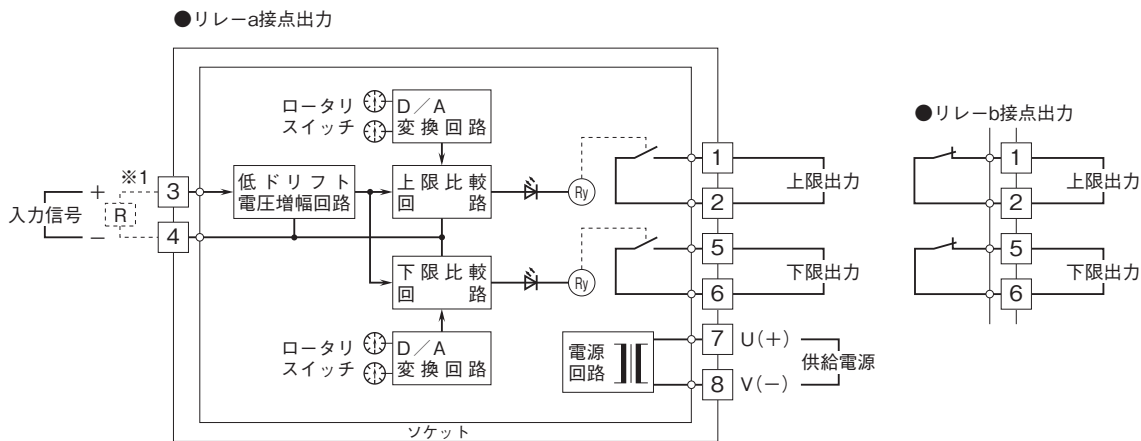 ●リレーa接点出力
ロータリ
スイッチ
D／A
変換回路
●リレーb接点出力
※1
3
低ドリフト
電圧増幅回路
上限比較
回路
Ry
1
上限出力
2
1
上限出力
2
入力信号
＋
R
－
4
下限比較
回路
Ry
5
下限出力
6
5
下限出力
6
ロータリ
スイッチ
D／A
変換回路
電源
回路
7
U(＋)
供給電源
8
V(－)
ソケット